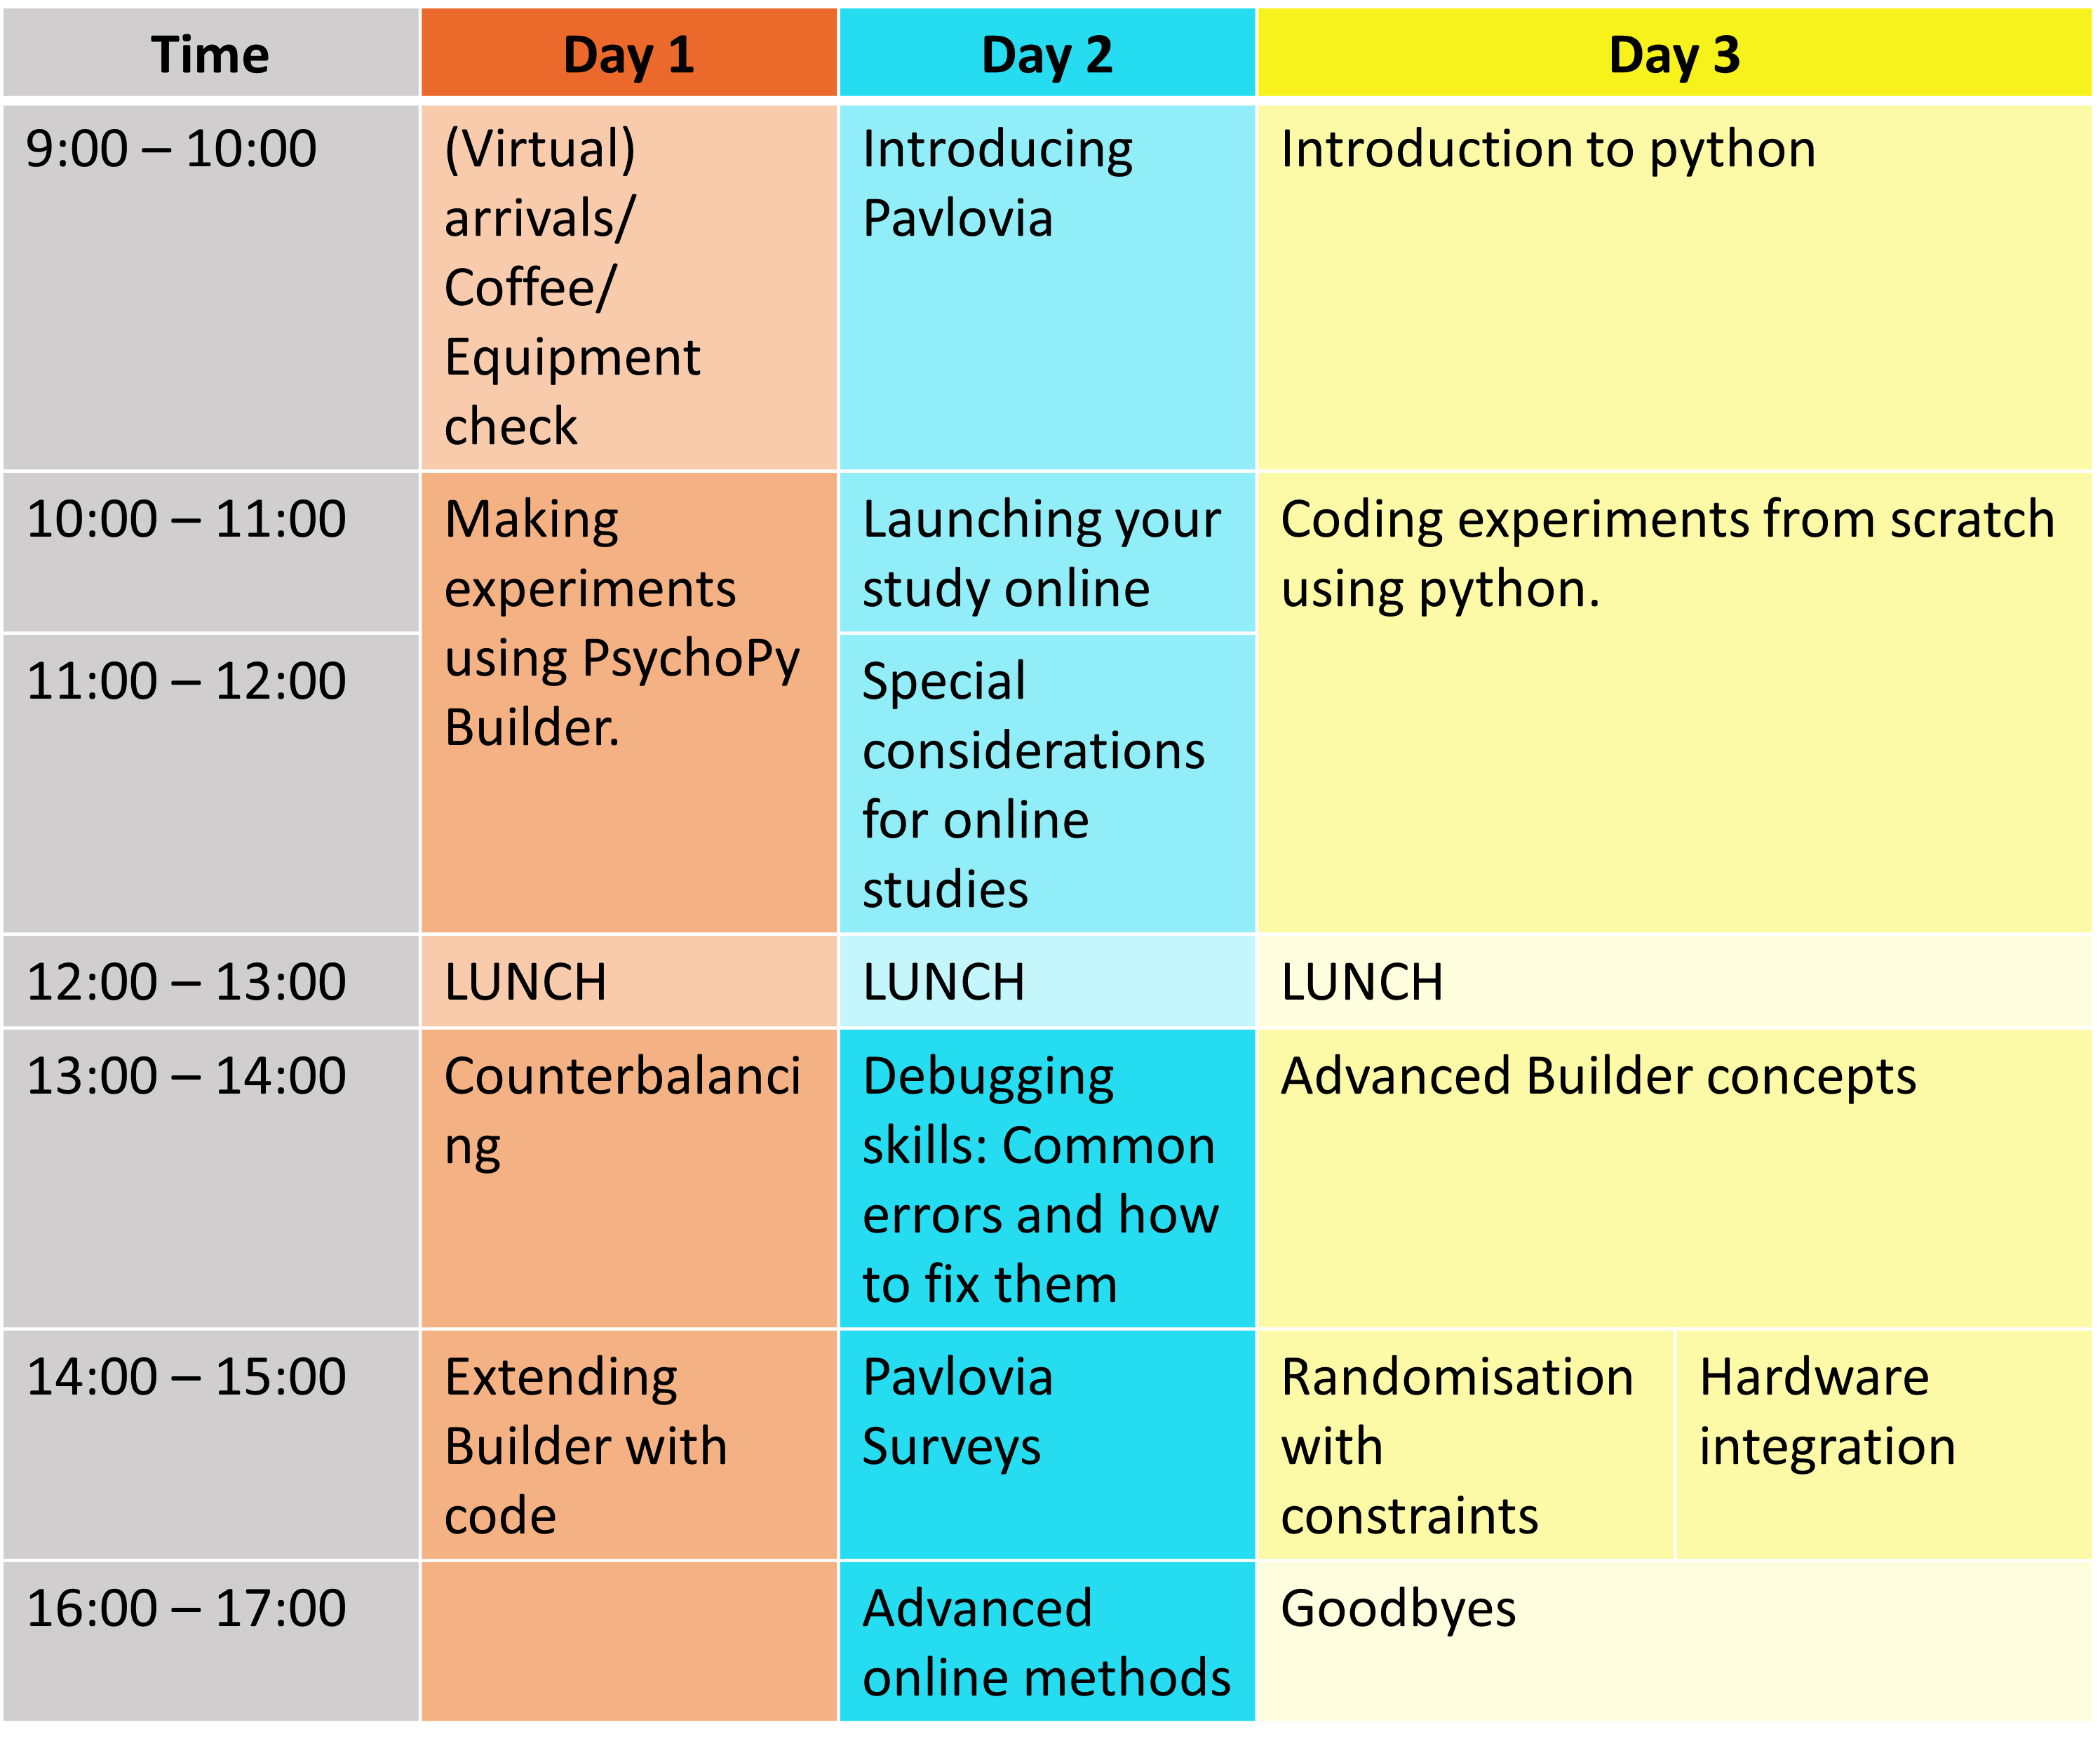 Time
Day 1
Day 2
Day 3
9:00 – 10:00
(Virtual)
arrivals/
Coffee/
Equipment
check
Introducing
Pavlovia
Introduction to python
10:00 – 11:00
Making
experiments
using PsychoPy
Builder.
Launching your
study online
Coding experiments from scratch
using python.
11:00 – 12:00
Special
considerations
for online
studies
12:00 – 13:00
LUNCH
LUNCH
LUNCH
13:00 – 14:00
Counterbalanci
ng
Debugging
skills: Common
errors and how
to fix them
Advanced Builder concepts
14:00 – 15:00
Extending
Builder with
code
Pavlovia
Surveys
Randomisation
with
constraints
Hardware
integration
16:00 – 17:00
Advanced
online methods
Goodbyes